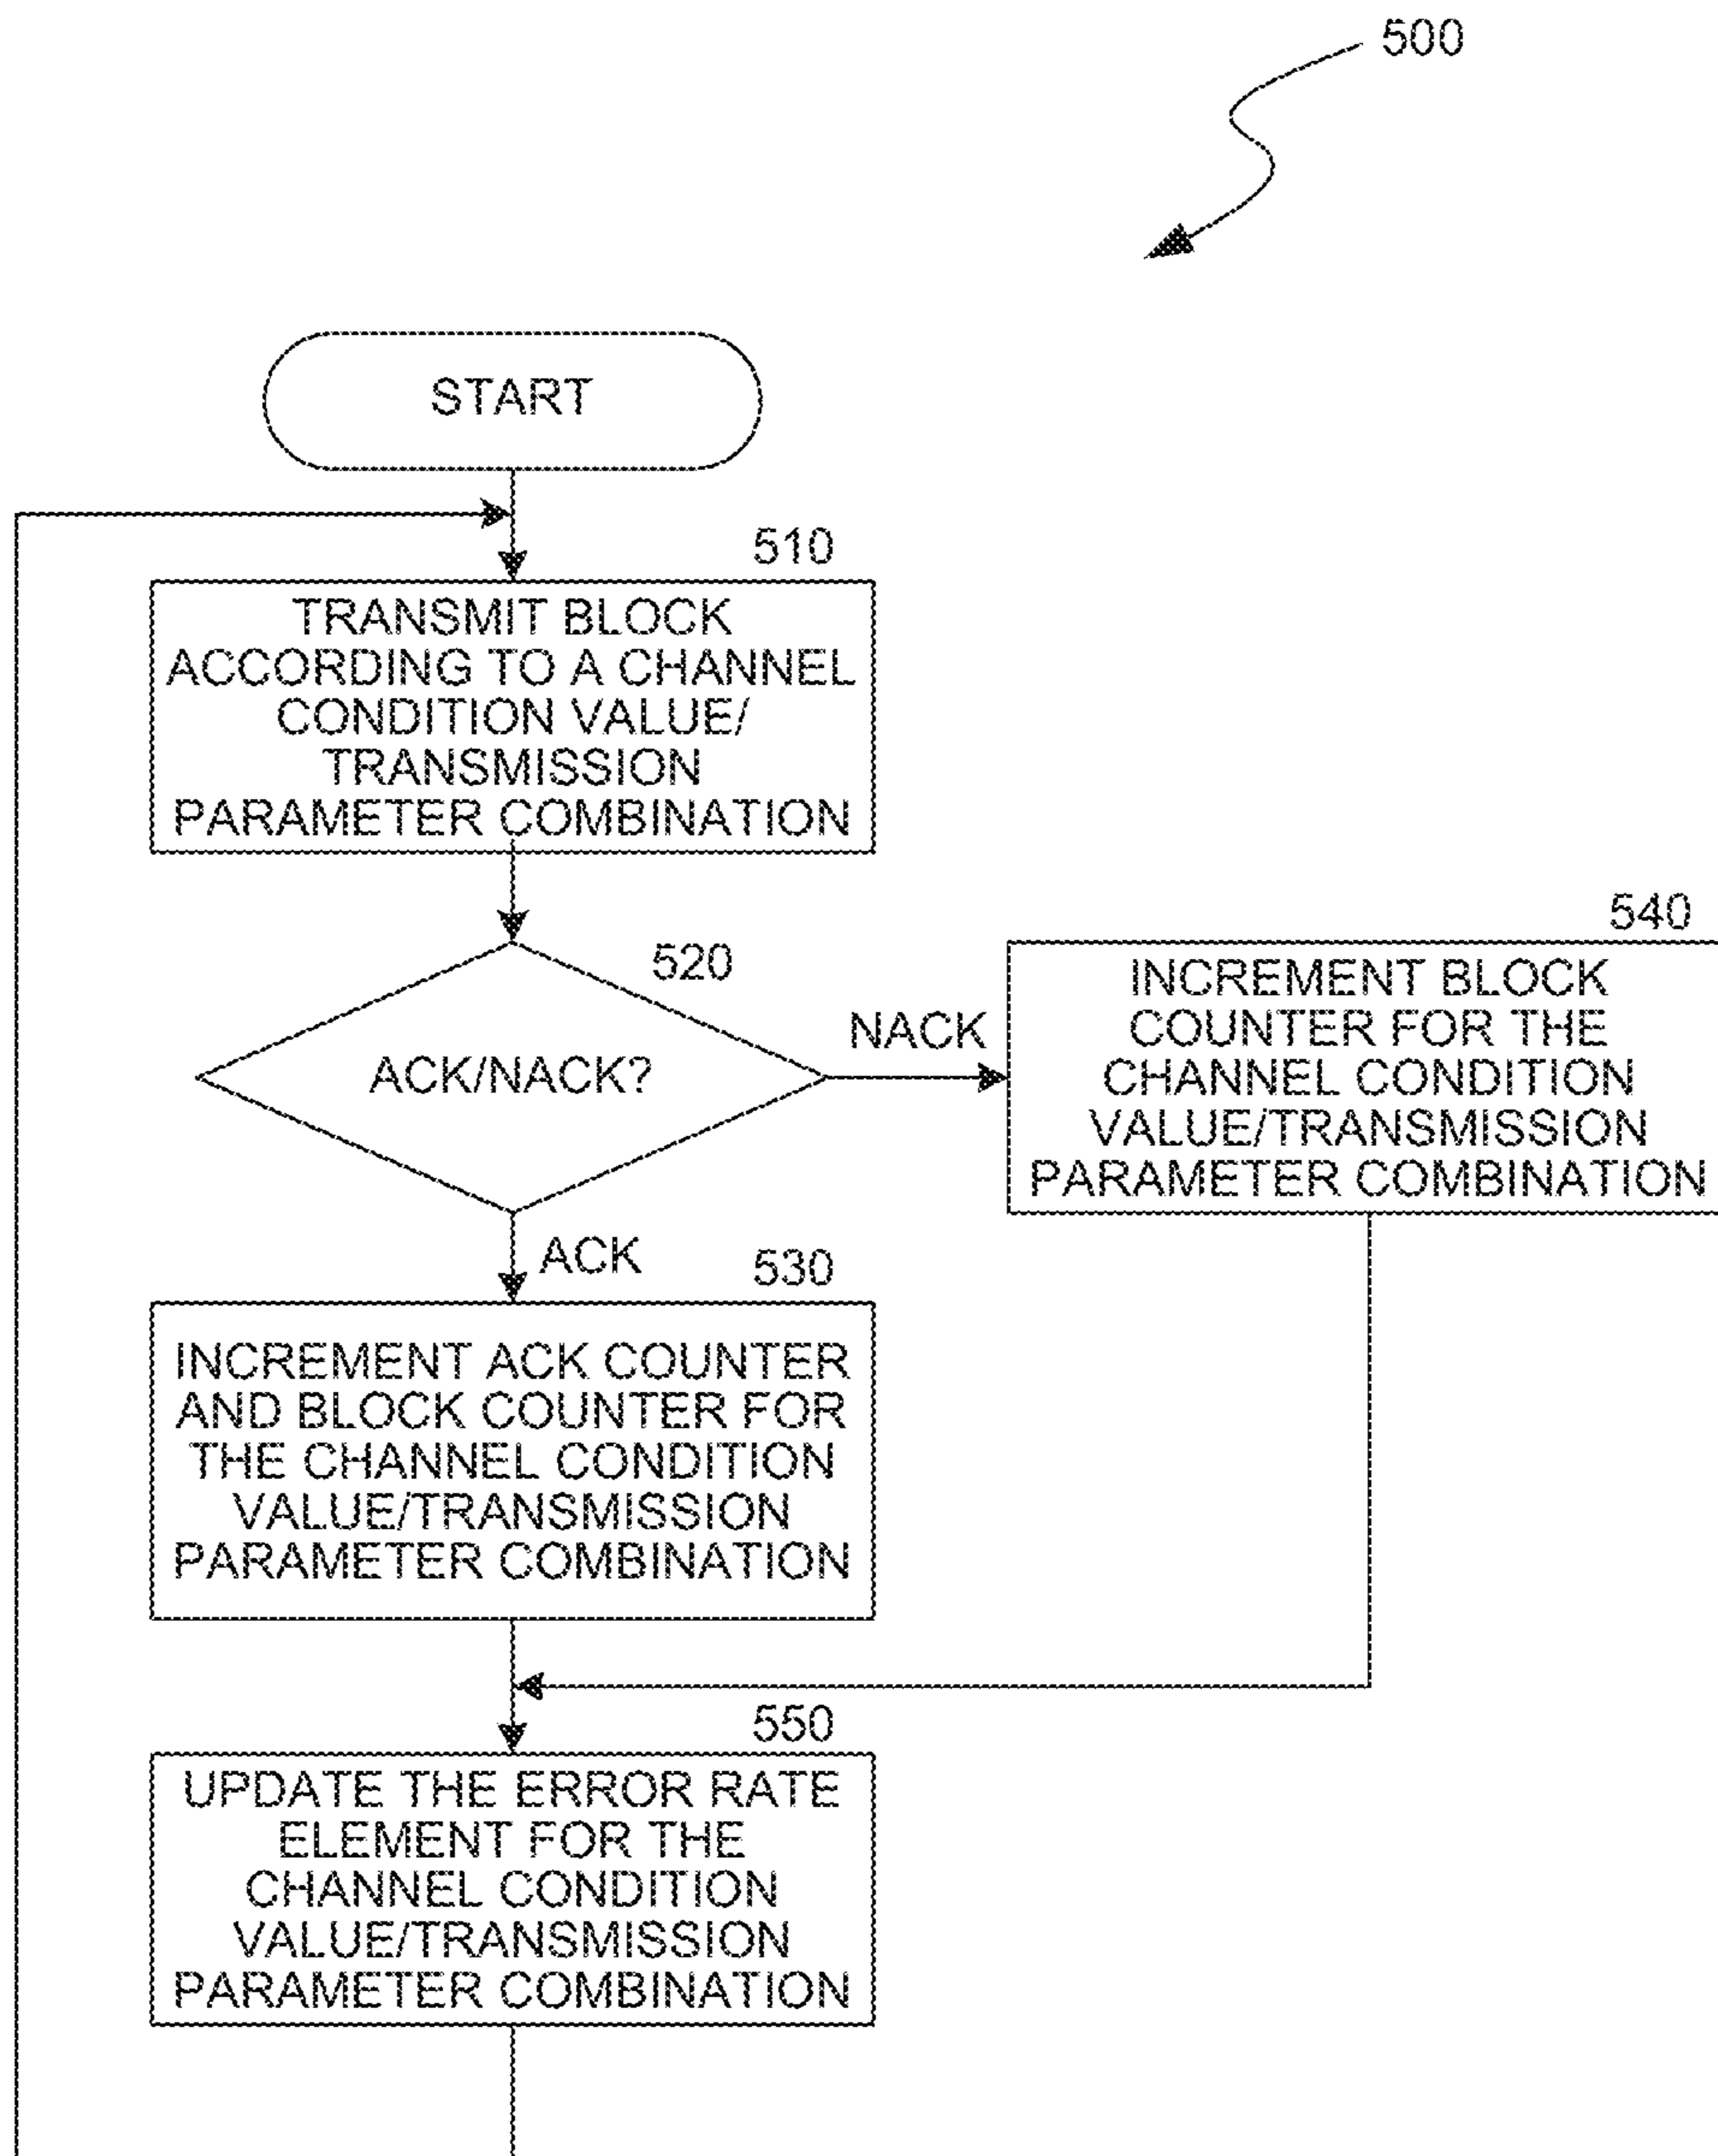 500
START
510
TRANSMIT BLOCK
ACCORDING TO A CHANNEL
CONDITION VALUE/
TRANSMISSION
PARAMETER COMBINATION
520
ACK/NACK?
NACK
540
INCREMENT BLOCK
COUNTER FOR THE
CHANNEL CONDITION
VALUE/TRANSMISSION
PARAMETER COMBINATION
ACK
530
INCREMENT ACK COUNTER
AND BLOCK COUNTER FOR
THE CHANNEL CONDITION
VALUE/TRANSMISSION
PARAMETER COMBINATION
550
UPDATE THE ERROR RATE
ELEMENT FOR THE
CHANNEL CONDITION
VALUE/TRANSMISSION
PARAMETER COMBINATION